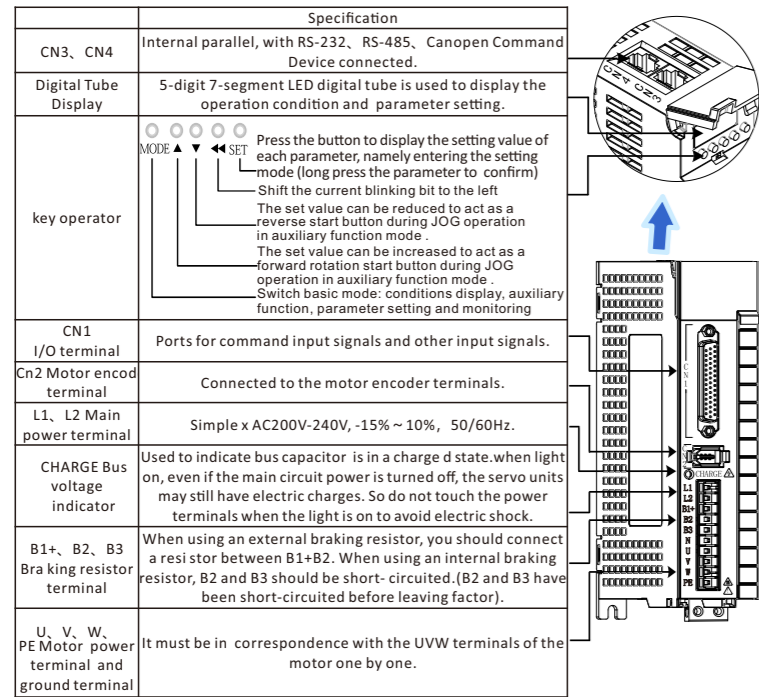 Specification
CN3、CN4
Internal parallel, with RS-232、RS-485、Canopen Command
Device connected.
Digital Tube
Display
5-digit 7-segment LED digital tube is used to display the
operation condition and parameter setting.
key operator
MODE ▲ ▼ ◀◀ SET
Press the button to display the setting value of
each parameter, namely entering the setting
mode (long press the parameter to confirm)
Shift the current blinking bit to the left
The set value can be reduced to act as a
reverse start button during JOG operation
in auxiliary function mode .
The set value can be increased to act as a
forward rotation start button during JOG
operation in auxiliary function mode .
Switch basic mode: conditions display, auxiliary
function, parameter setting and monitoring
CN1
I/O terminal
Ports for command input signals and other input signals.
Cn2 Motor encod
terminal
Connected to the motor encoder terminals.
L1、L2 Main
power terminal
Simple x AC200V-240V, -15%～10%, 50/60Hz.
CHARGE Bus
voltage
indicator
Used to indicate bus capacitor is in a charge d state.when light
on, even if the main circuit power is turned off, the servo units
may still have electric charges. So do not touch the power
terminals when the light is on to avoid electric shock.
B1+、B2、B3
Bra king resistor
terminal
When using an external braking resistor, you should connect
a resi stor between B1+B2. When using an internal braking
resistor, B2 and B3 should be short- circuited.(B2 and B3 have
been short-circuited before leaving factor).
U、V、W、
PE Motor power
terminal and
ground terminal
It must be in correspondence with the UVW terminals of the
motor one by one.
CN4 CN3
CN1
CHARGE
L1
L2
B1+
B2
B3
N
U
V
W
PE